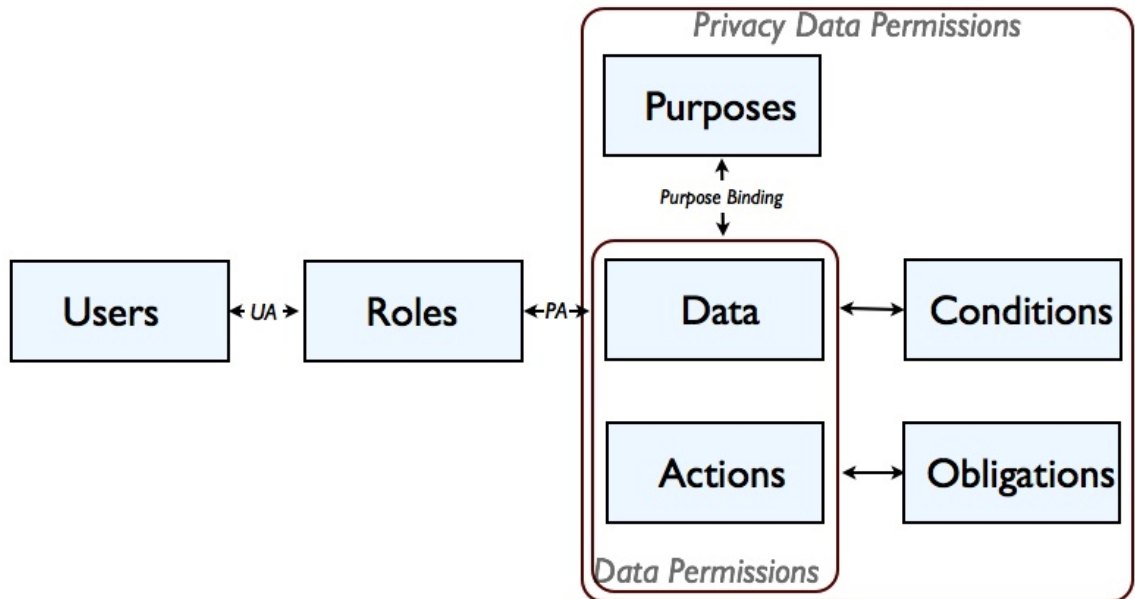 Privacy Data Permissions
Purposes
Purpose Binding
Users
UA
Roles
PA
Data
Conditions
Actions
Obligations
Data Permissions